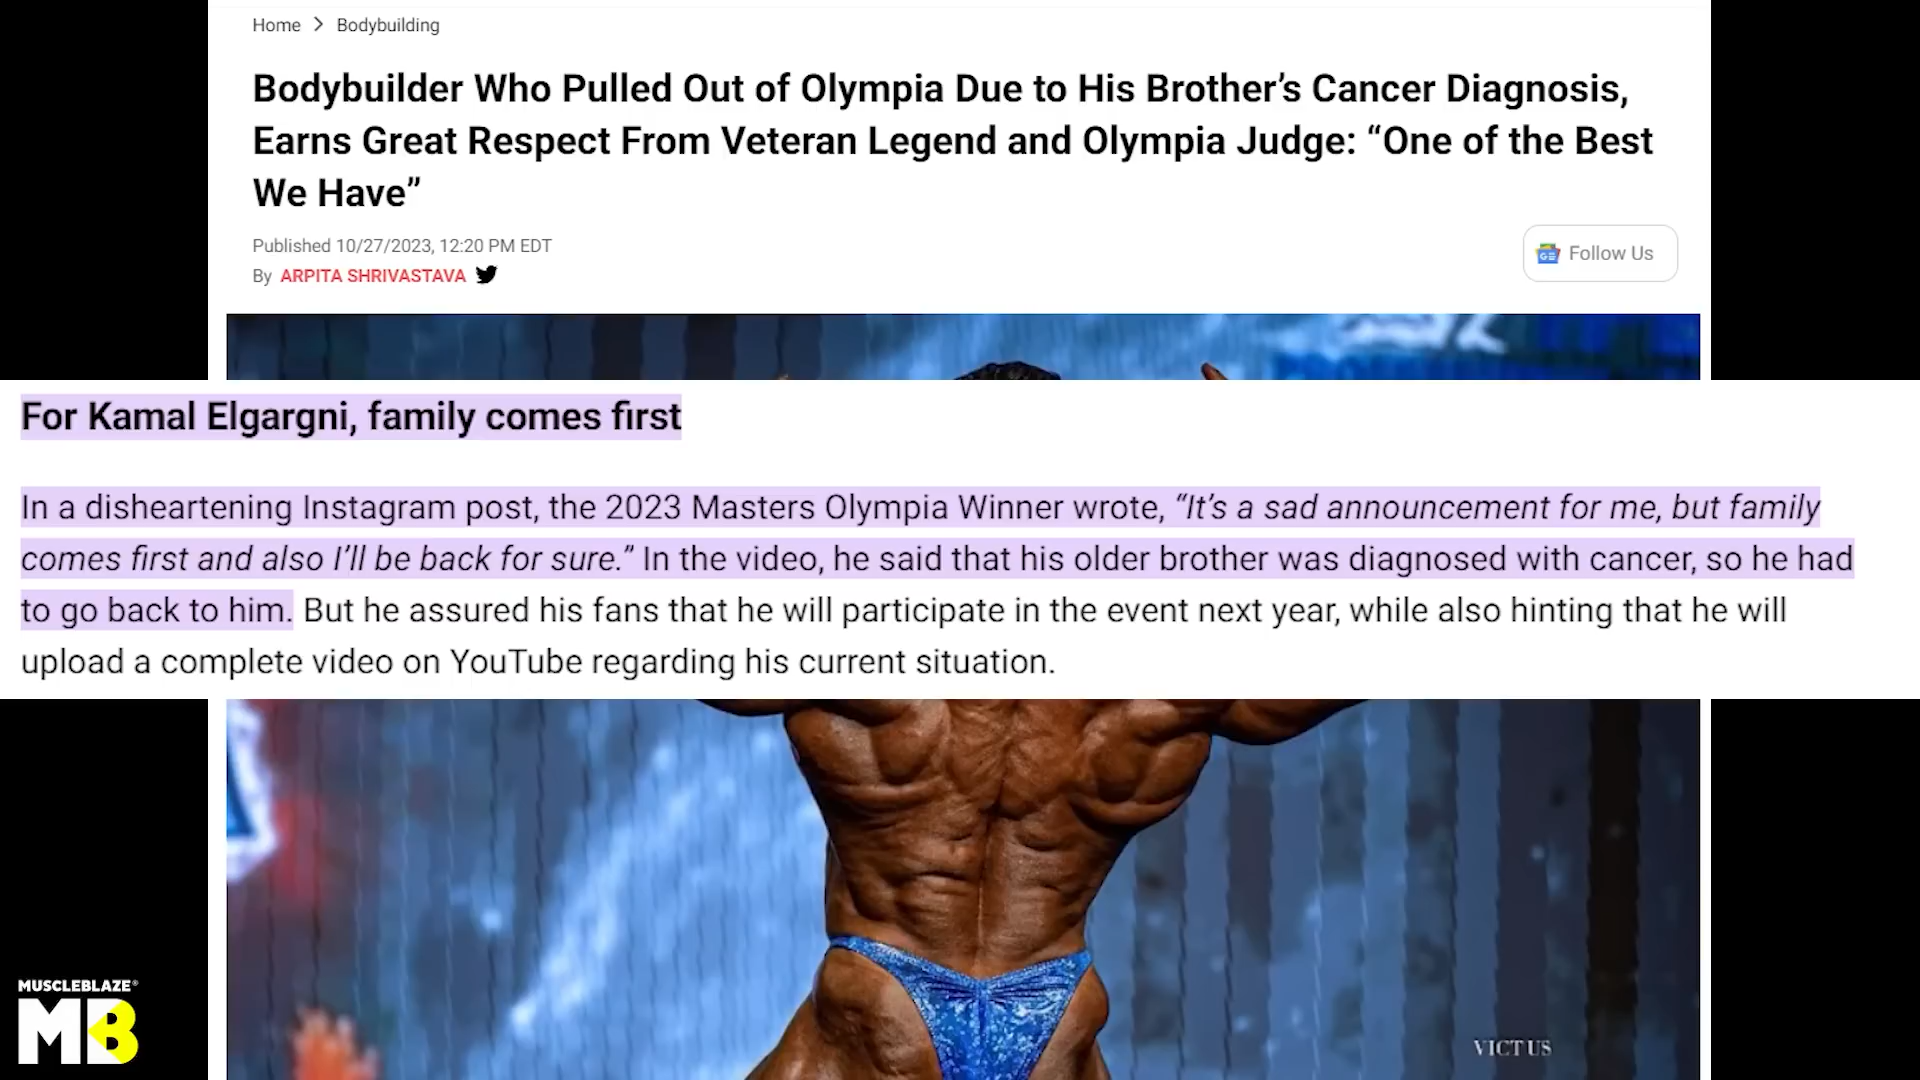 Home > Bodybuilding
Bodybuilder Who Pulled Out of Olympia Due to His Brother’s Cancer Diagnosis,
Earns Great Respect From Veteran Legend and Olympia Judge: “One of the Best
We Have”
Published 10/27/2023, 12:20 PM EDT
By ARPITA SHRIVASTAVA
GE Follow Us
For Kamal Elgargni, family comes first
In a disheartening Instagram post, the 2023 Masters Olympia Winner wrote, “It’s a sad announcement for me, but family
comes first and also I’ll be back for sure.” In the video, he said that his older brother was diagnosed with cancer, so he had
to go back to him. But he assured his fans that he will participate in the event next year, while also hinting that he will
upload a complete video on YouTube regarding his current situation.
MUSCLEBLAZE®
MB
VICTUS